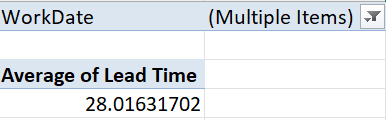 WorkDate (Multiple Items)
Average of Lead Time
28.01631702